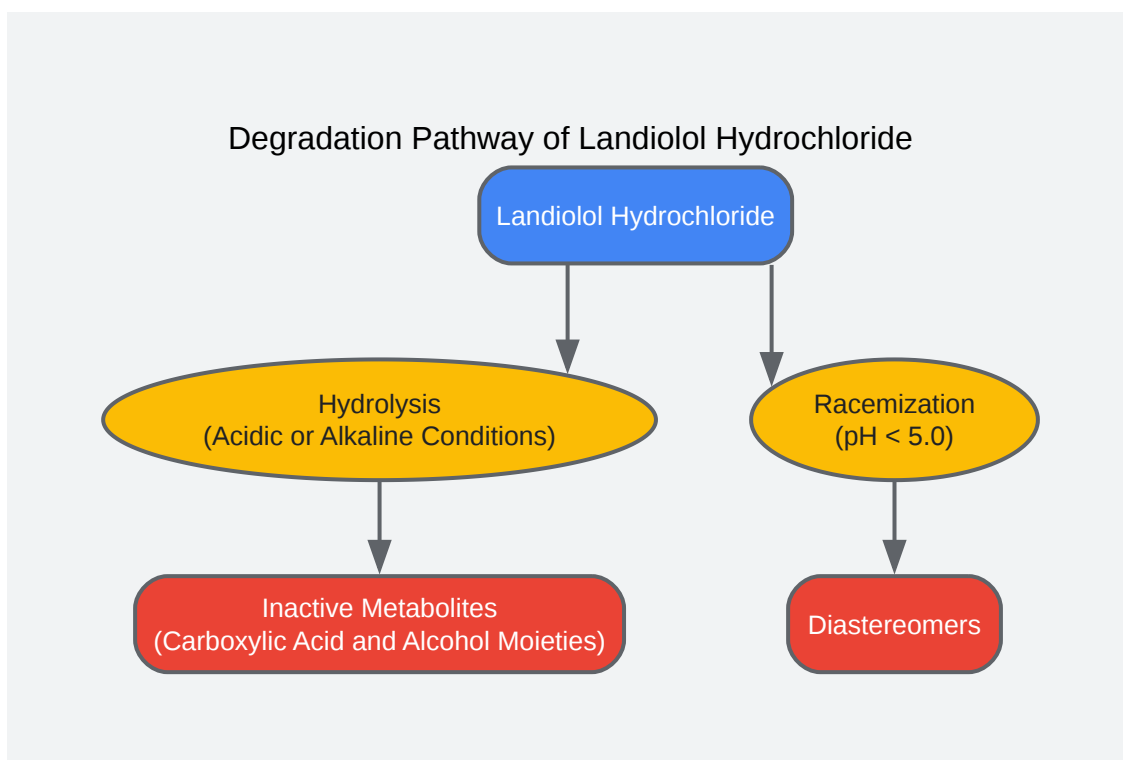 Degradation Pathway of Landiolol Hydrochloride
Landiolol Hydrochloride
Hydrolysis
(Acidic or Alkaline Conditions)
Racemization
(pH < 5.0)
Inactive Metabolites
(Carboxylic Acid and Alcohol Moieties)
Diastereomers